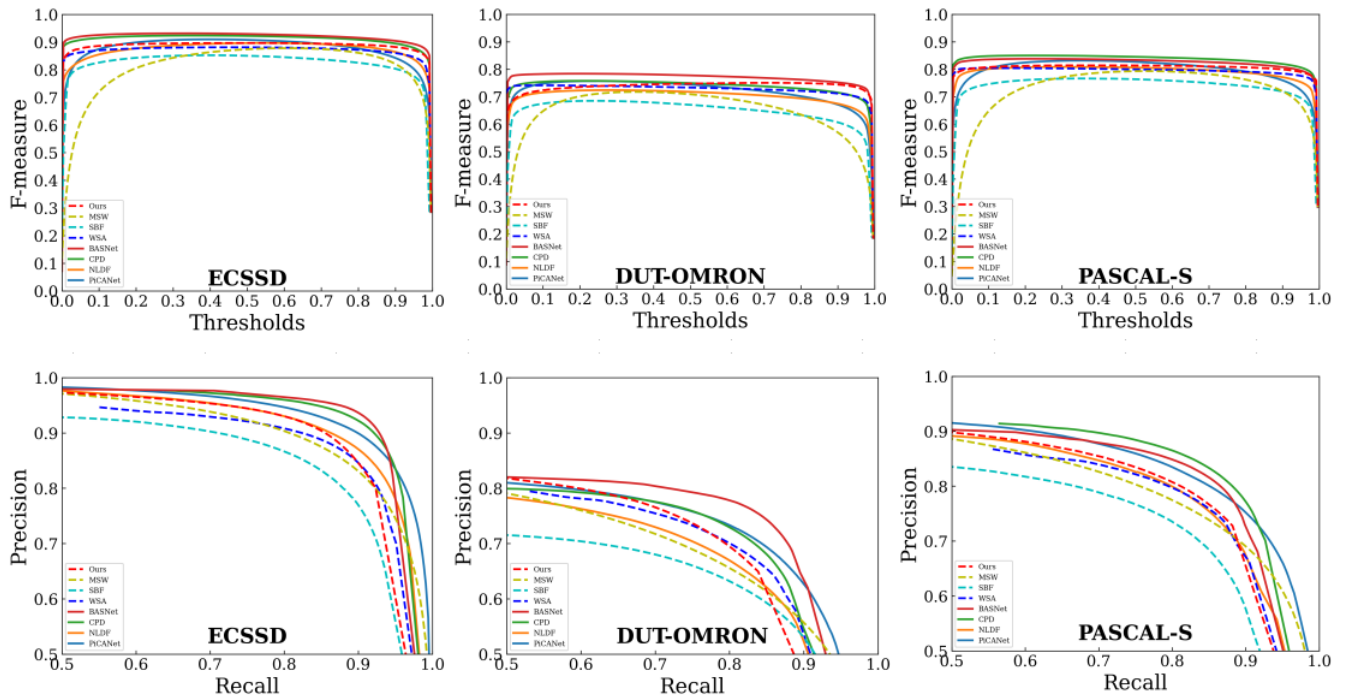 F-measure
1.0
0.9
0.8
0.7
0.6
0.5
0.4
0.3
0.2
0.1
0.0
Ours
MSW
SBF
WSA
BASNet
CPD
NLDF
PiCANet
ECSSD
0.0 0.1 0.2 0.3 0.4 0.5 0.6 0.7 0.8 0.9 1.0
Thresholds
F-measure
1.0
0.9
0.8
0.7
0.6
0.5
0.4
0.3
0.2
0.1
0.0
Ours
MSW
SBF
WSA
BASNet
CPD
NLDF
PiCANet
DUT-OMRON
0.0 0.1 0.2 0.3 0.4 0.5 0.6 0.7 0.8 0.9 1.0
Thresholds
F-measure
1.0
0.9
0.8
0.7
0.6
0.5
0.4
0.3
0.2
0.1
0.0
Ours
MSW
SBF
WSA
BASNet
CPD
NLDF
PiCANet
PASCAL-S
0.0 0.1 0.2 0.3 0.4 0.5 0.6 0.7 0.8 0.9 1.0
Thresholds
Precision
1.0
0.9
0.8
0.7
0.6
0.5
Ours
MSW
SBF
WSA
BASNet
CPD
NLDF
PiCANet
ECSSD
0.5 0.6 0.7 0.8 0.9 1.0
Recall
Precision
1.0
0.9
0.8
0.7
0.6
0.5
Ours
MSW
SBF
WSA
BASNet
CPD
NLDF
PiCANet
DUT-OMRON
0.5 0.6 0.7 0.8 0.9 1.0
Recall
Precision
1.0
0.9
0.8
0.7
0.6
0.5
Ours
MSW
SBF
WSA
BASNet
CPD
NLDF
PiCANet
PASCAL-S
0.5 0.6 0.7 0.8 0.9 1.0
Recall